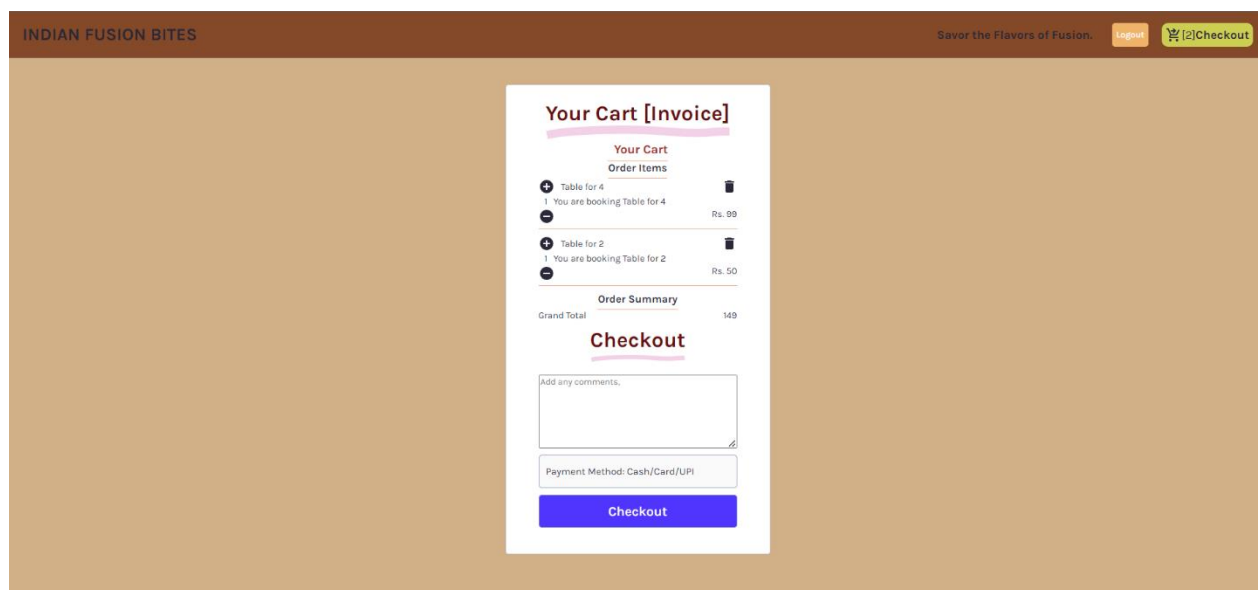 INDIAN FUSION BITES
Savor the Flavors of Fusion.
Logout
[2]Checkout
Your Cart [Invoice]
Your Cart
Order Items
Table for 4
1 You are booking Table for 4
Rs. 99
Table for 2
1 You are booking Table for 2
Rs. 50
Order Summary
Grand Total 149
Checkout
Add any comments,
Payment Method: Cash/Card/UPI
Checkout